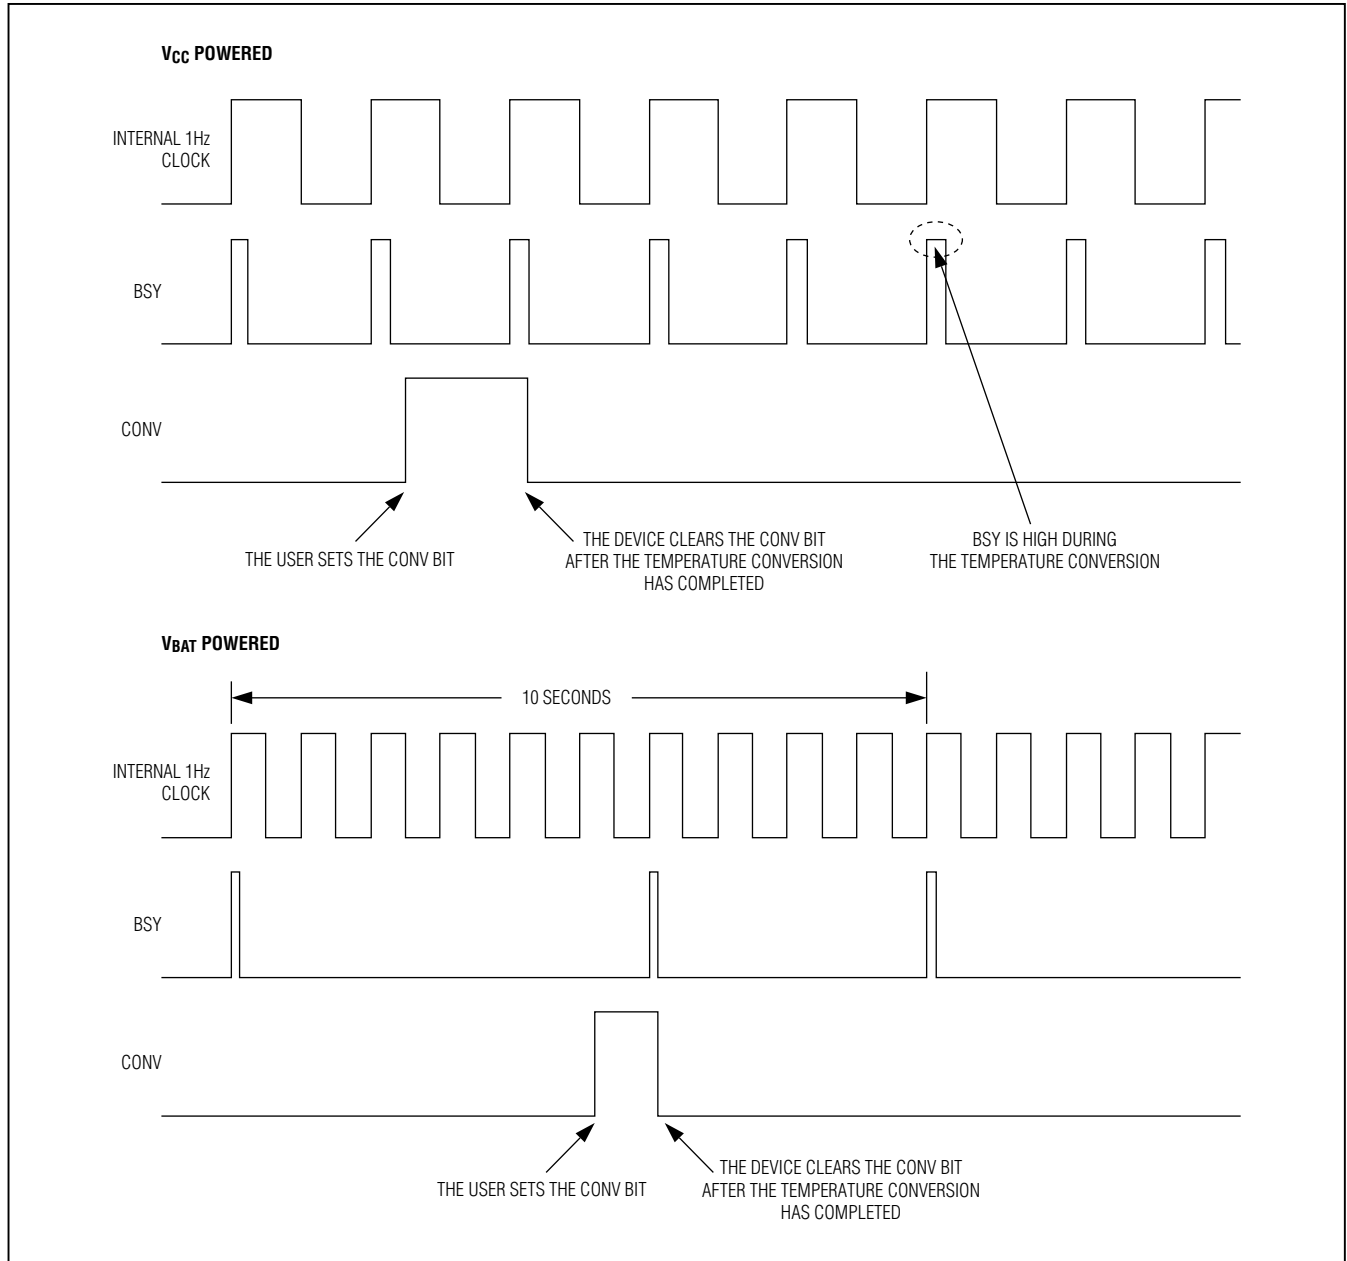 VCC POWERED
INTERNAL 1Hz
CLOCK
BSY
CONV
THE USER SETS THE CONV BIT
THE DEVICE CLEARS THE CONV BIT
AFTER THE TEMPERATURE CONVERSION
HAS COMPLETED
BSY IS HIGH DURING
THE TEMPERATURE CONVERSION
VBAT POWERED
10 SECONDS
INTERNAL 1Hz
CLOCK
BSY
CONV
THE USER SETS THE CONV BIT
THE DEVICE CLEARS THE CONV BIT
AFTER THE TEMPERATURE CONVERSION
HAS COMPLETED